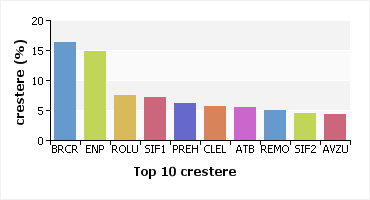 crestere (%)
20
15
10
5
0
BRCR ENP ROLU SIF1 PREH CLEL ATB REMO SIF2 AVZU
Top 10 crestere